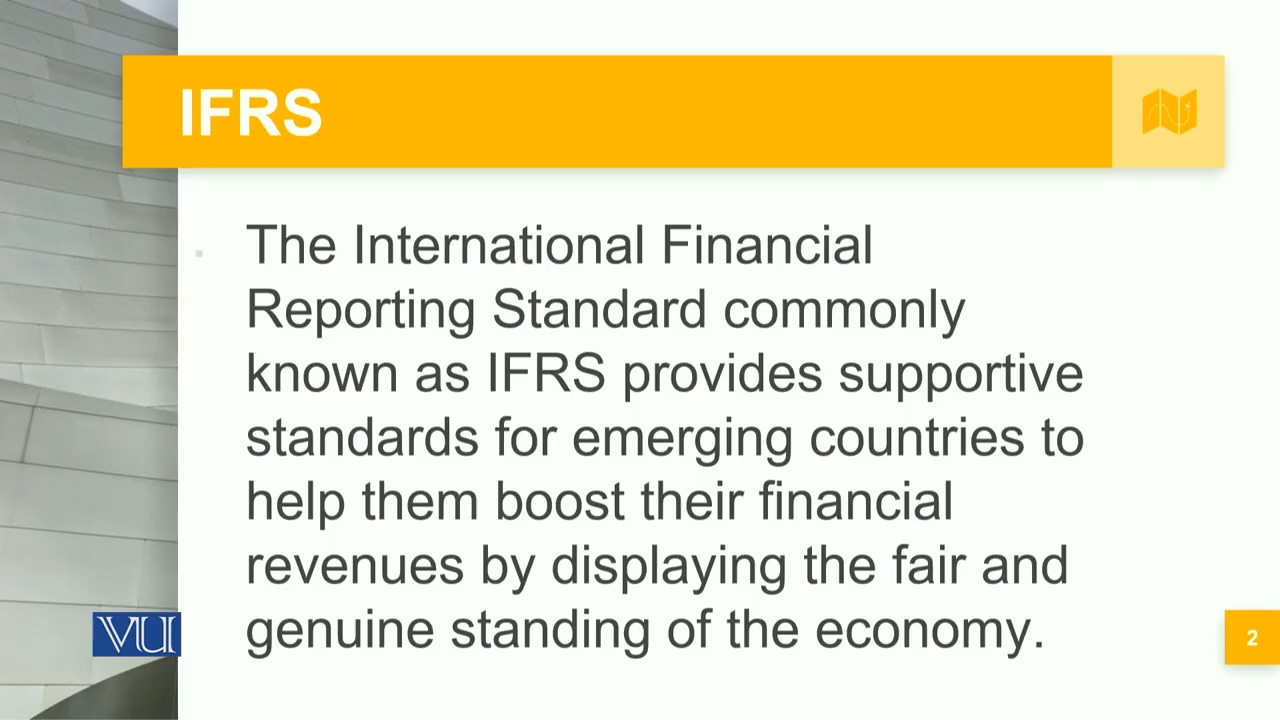 IFRS
The International Financial
Reporting Standard commonly
known as IFRS provides supportive
standards for emerging countries to
help them boost their financial
revenues by displaying the fair and
genuine standing of the economy.
VU
2